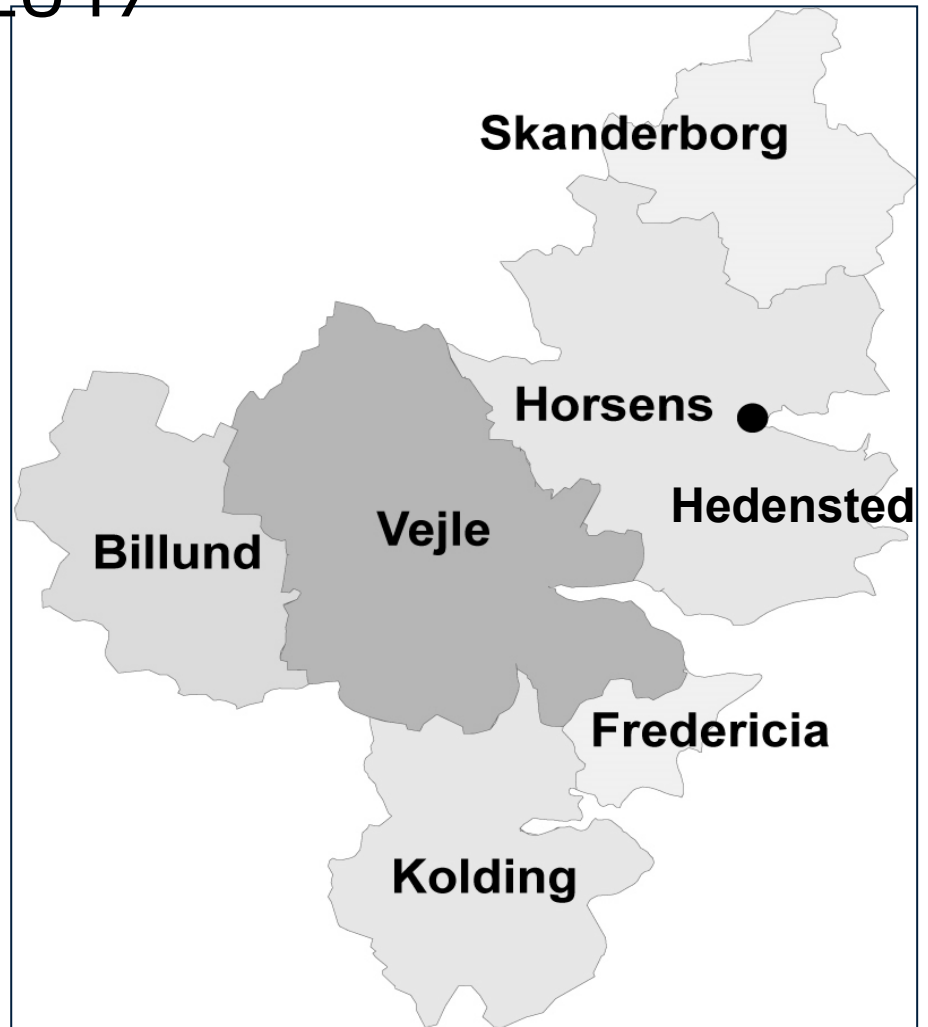 Skanderborg
Horsens
Hedensted
Vejle
Billund
Fredericia
Kolding